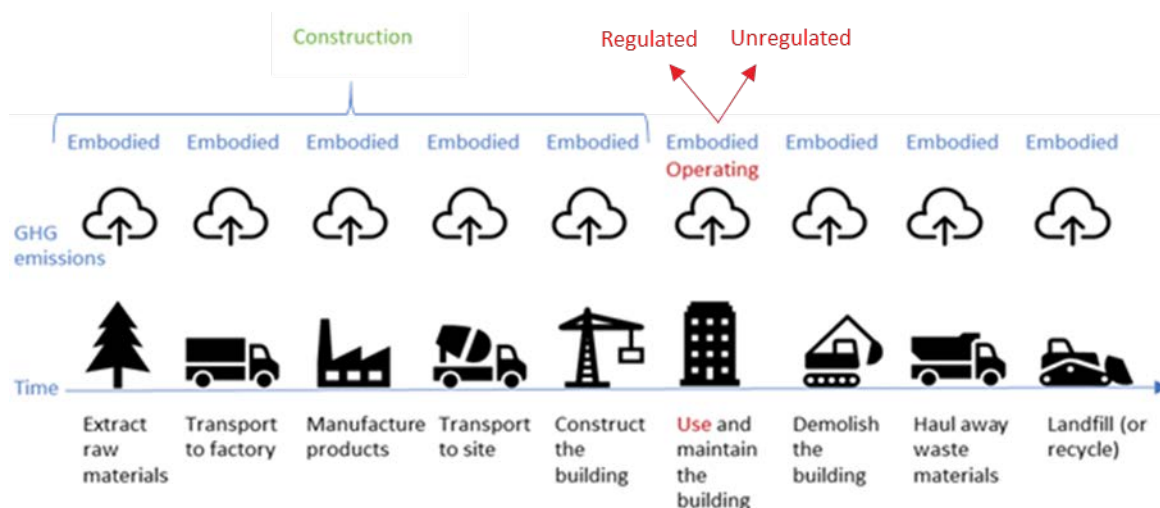 Construction
Regulated Unregulated
Embodied Embodied Embodied Embodied Embodied Embodied Embodied Embodied Embodied
Operating
GHG
emissions
Time
Extract
raw
materials
Transport
to factory
Manufacture
products
Transport
to site
Construct
the
building
Use and
maintain
the
building
Demolish
the
building
Haul away
waste
materials
Landfill (or
recycle)